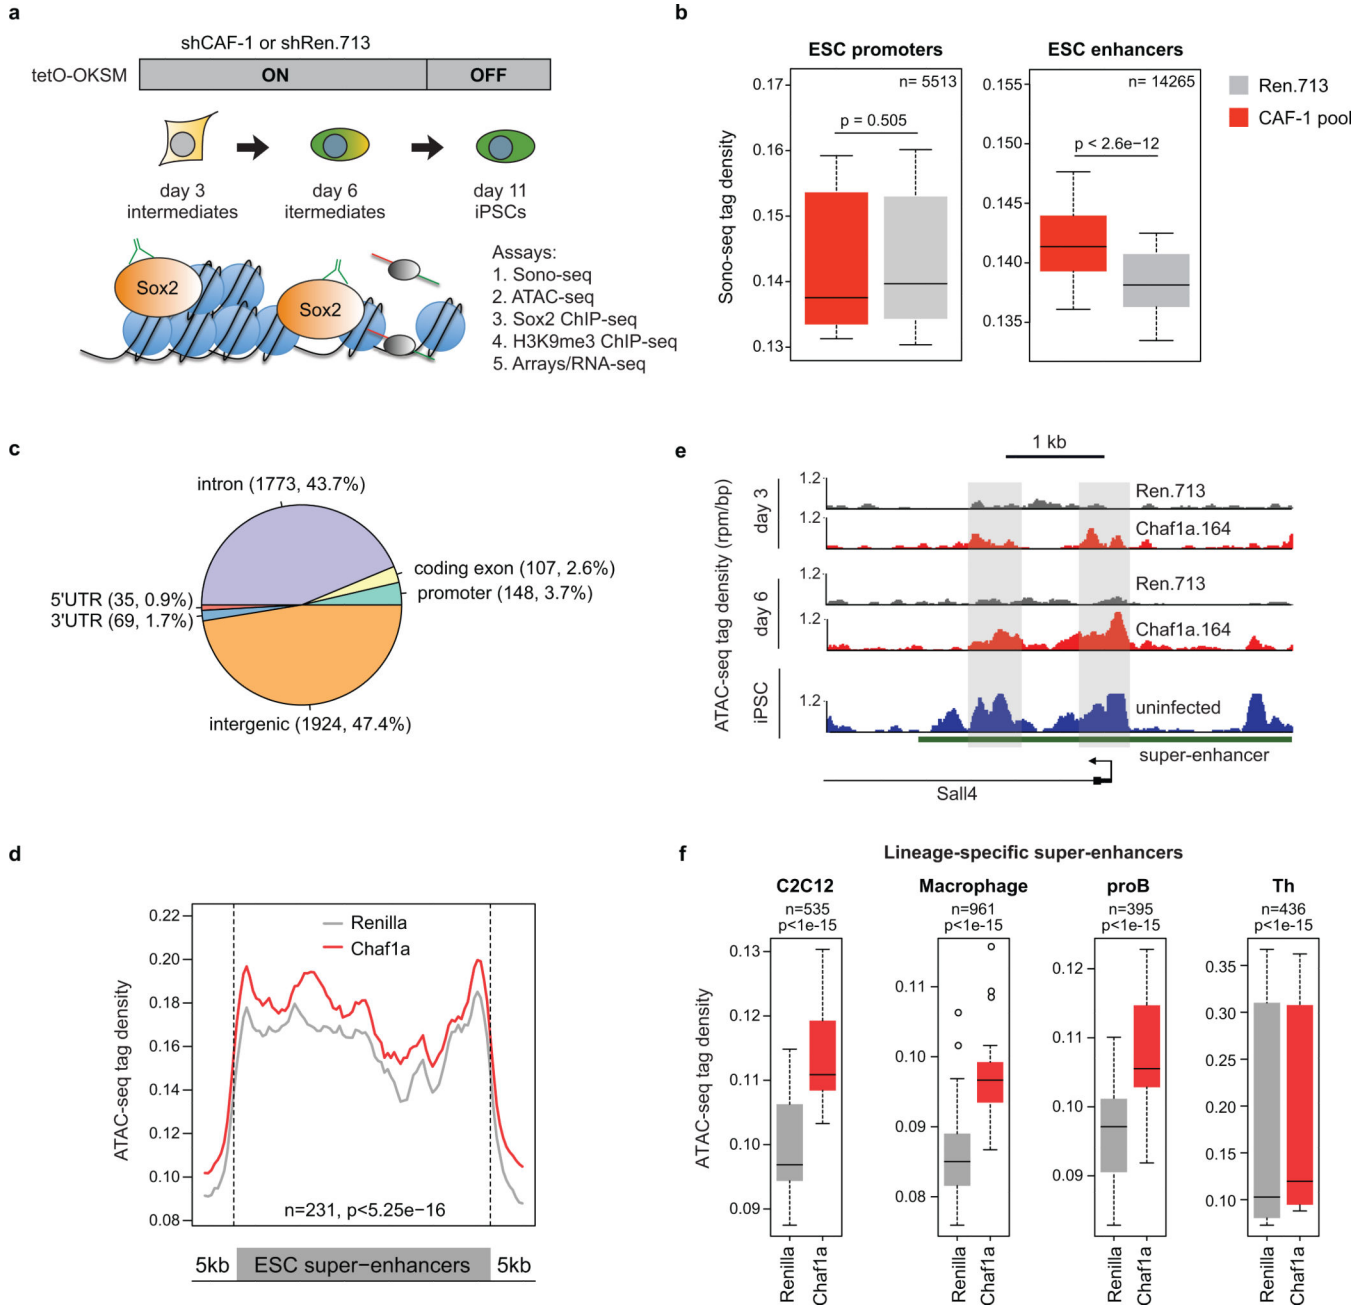 a
shCAF-1 or shRen.713
tetO-OKSM
ON
OFF
day 3
intermediates
day 6
itermediates
day 11
iPSCs
Sox2
Sox2
Assays:
1. Sono-seq
2. ATAC-seq
3. Sox2 ChIP-seq
4. H3K9me3 ChIP-seq
5. Arrays/RNA-seq
b
ESC promoters
n= 5513
p = 0.505
Sono-seq tag density
0.17
0.16
0.15
0.14
0.13
ESC enhancers
n= 14265
p < 2.6e−12
0.155
0.150
0.145
0.140
0.135
Ren.713
CAF-1 pool
c
intron (1773, 43.7%)
coding exon (107, 2.6%)
promoter (148, 3.7%)
5'UTR (35, 0.9%)
3'UTR (69, 1.7%)
intergenic (1924, 47.4%)
e
1 kb
ATAC-seq tag density (rpm/bp)
day 3
1.2
Ren.713
1.2
Chaf1a.164
day 6
1.2
Ren.713
1.2
Chaf1a.164
iPSC
1.2
uninfected
super-enhancer
Sall4
d
ATAC-seq tag density
0.22
0.20
0.18
0.16
0.14
0.12
0.10
0.08
Renilla
Chaf1a
n=231, p<5.25e−16
5kb
ESC super−enhancers
5kb
f
Lineage-specific super-enhancers
ATAC-seq tag density
C2C12
n=535
p<1e-15
0.13
0.12
0.11
0.10
0.09
Renilla
Chaf1a
Macrophage
n=961
p<1e-15
0.11
0.10
0.09
0.08
Renilla
Chaf1a
proB
n=395
p<1e-15
0.12
0.11
0.10
0.09
Renilla
Chaf1a
Th
n=436
p<1e-15
0.35
0.30
0.25
0.20
0.15
0.10
Renilla
Chaf1a